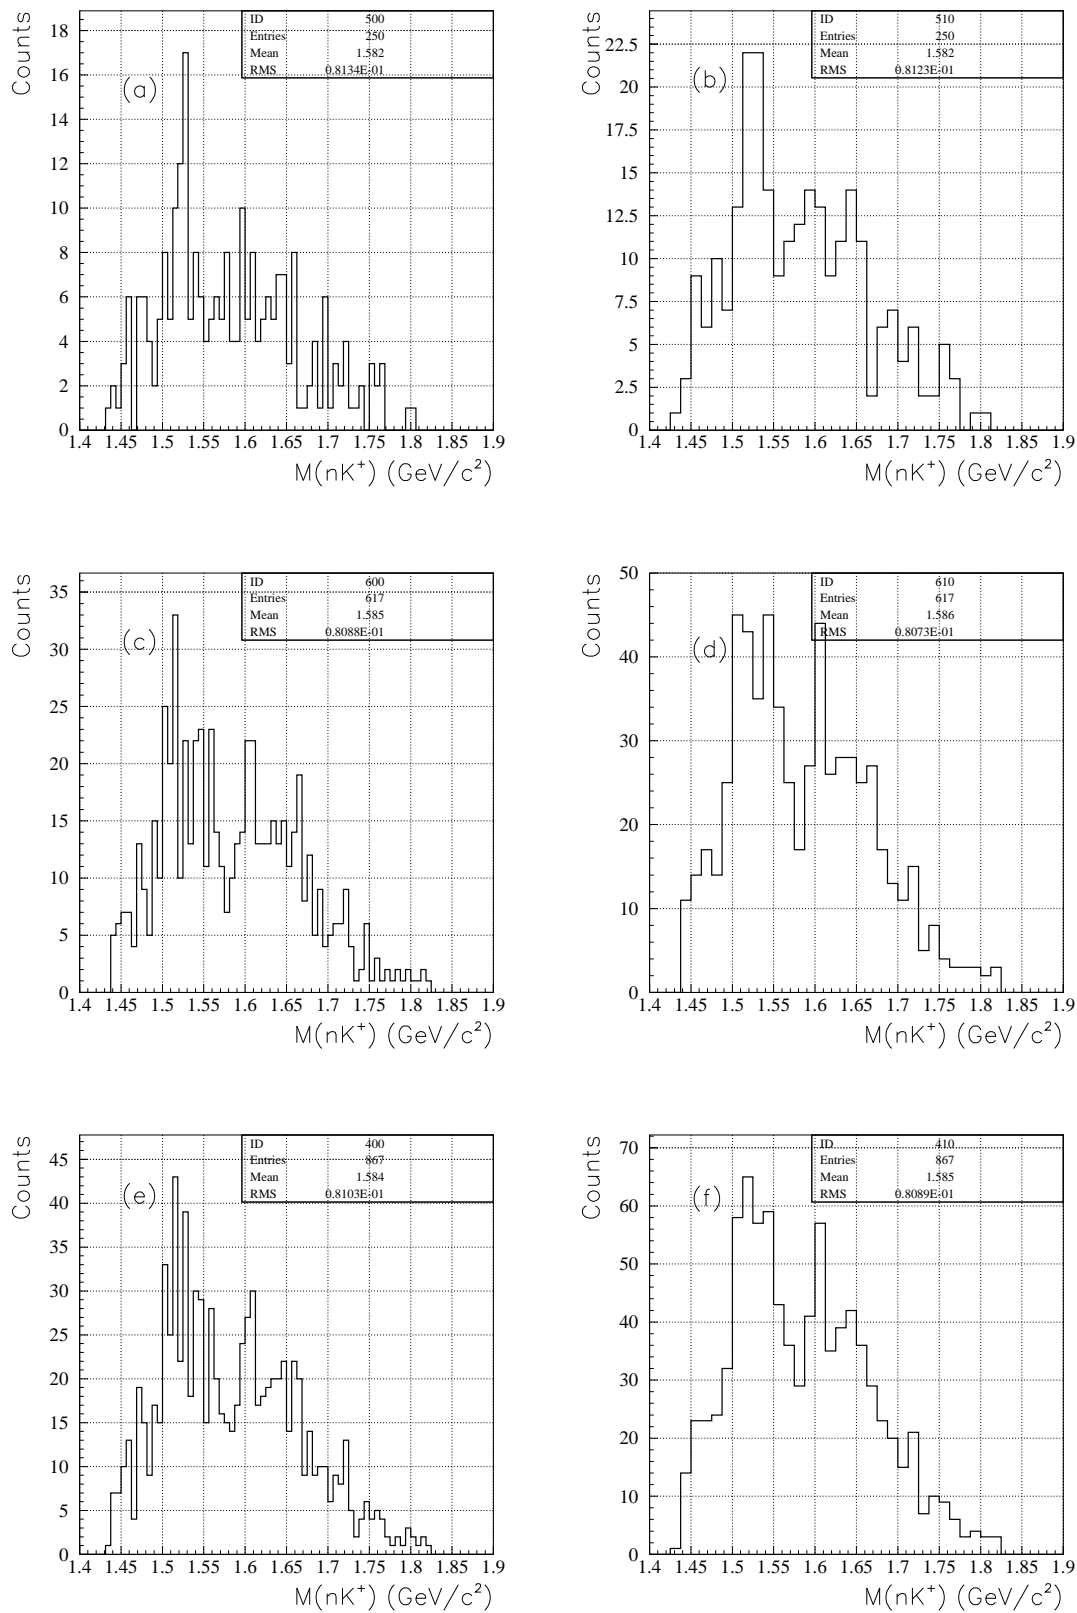 Counts
(a)
ID 500
Entries 250
Mean 1.582
RMS 0.8134E-01
18
16
14
12
10
8
6
4
2
0
1.4 1.45 1.5 1.55 1.6 1.65 1.7 1.75 1.8 1.85 1.9
M(nK+) (GeV/c²)
Counts
(b)
ID 510
Entries 250
Mean 1.582
RMS 0.8123E-01
22.5
20
17.5
15
12.5
10
7.5
5
2.5
0
1.4 1.45 1.5 1.55 1.6 1.65 1.7 1.75 1.8 1.85 1.9
M(nK+) (GeV/c²)
Counts
(c)
ID 600
Entries 617
Mean 1.585
RMS 0.8088E-01
35
30
25
20
15
10
5
0
1.4 1.45 1.5 1.55 1.6 1.65 1.7 1.75 1.8 1.85 1.9
M(nK+) (GeV/c²)
Counts
(d)
ID 610
Entries 617
Mean 1.586
RMS 0.8073E-01
50
40
30
20
10
0
1.4 1.45 1.5 1.55 1.6 1.65 1.7 1.75 1.8 1.85 1.9
M(nK+) (GeV/c²)
Counts
(e)
ID 400
Entries 867
Mean 1.584
RMS 0.8103E-01
45
40
35
30
25
20
15
10
5
0
1.4 1.45 1.5 1.55 1.6 1.65 1.7 1.75 1.8 1.85 1.9
M(nK+) (GeV/c²)
Counts
(f)
ID 410
Entries 867
Mean 1.585
RMS 0.8089E-01
70
60
50
40
30
20
10
0
1.4 1.45 1.5 1.55 1.6 1.65 1.7 1.75 1.8 1.85 1.9
M(nK+) (GeV/c²)